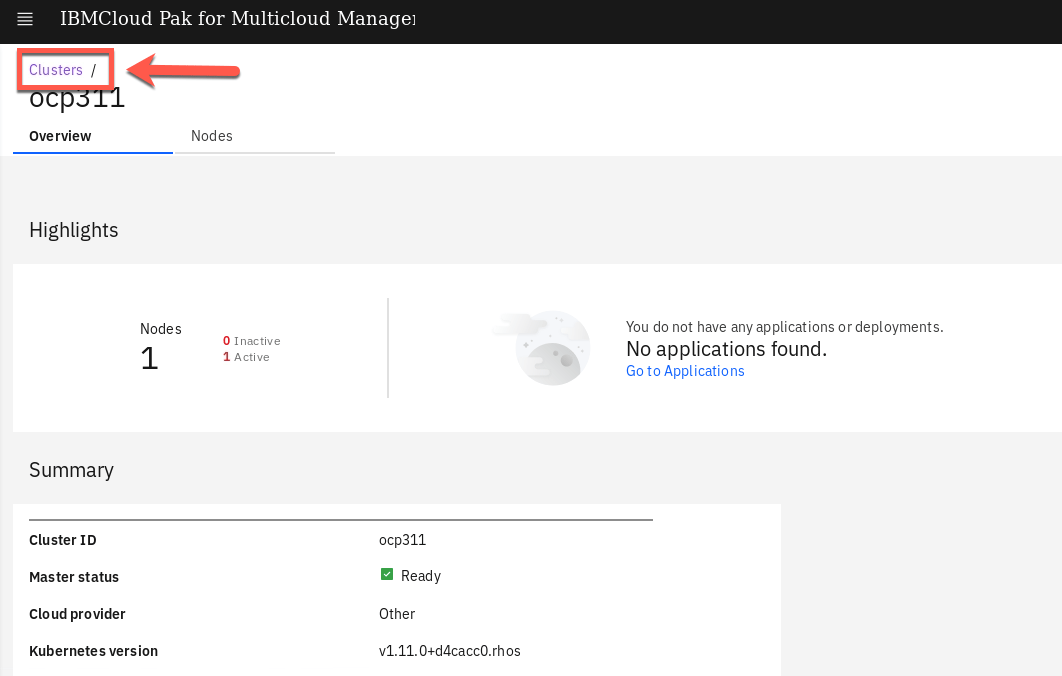 IBMCloud Pak for Multicloud Manager
Clusters /
ocp311
Overview
Nodes
Highlights
Nodes
1
0 Inactive
1 Active
You do not have any applications or deployments.
No applications found.
Go to Applications
Summary
Cluster ID ocp311
Master status Ready
Cloud provider Other
Kubernetes version v1.11.0+d4cacc0.rhos